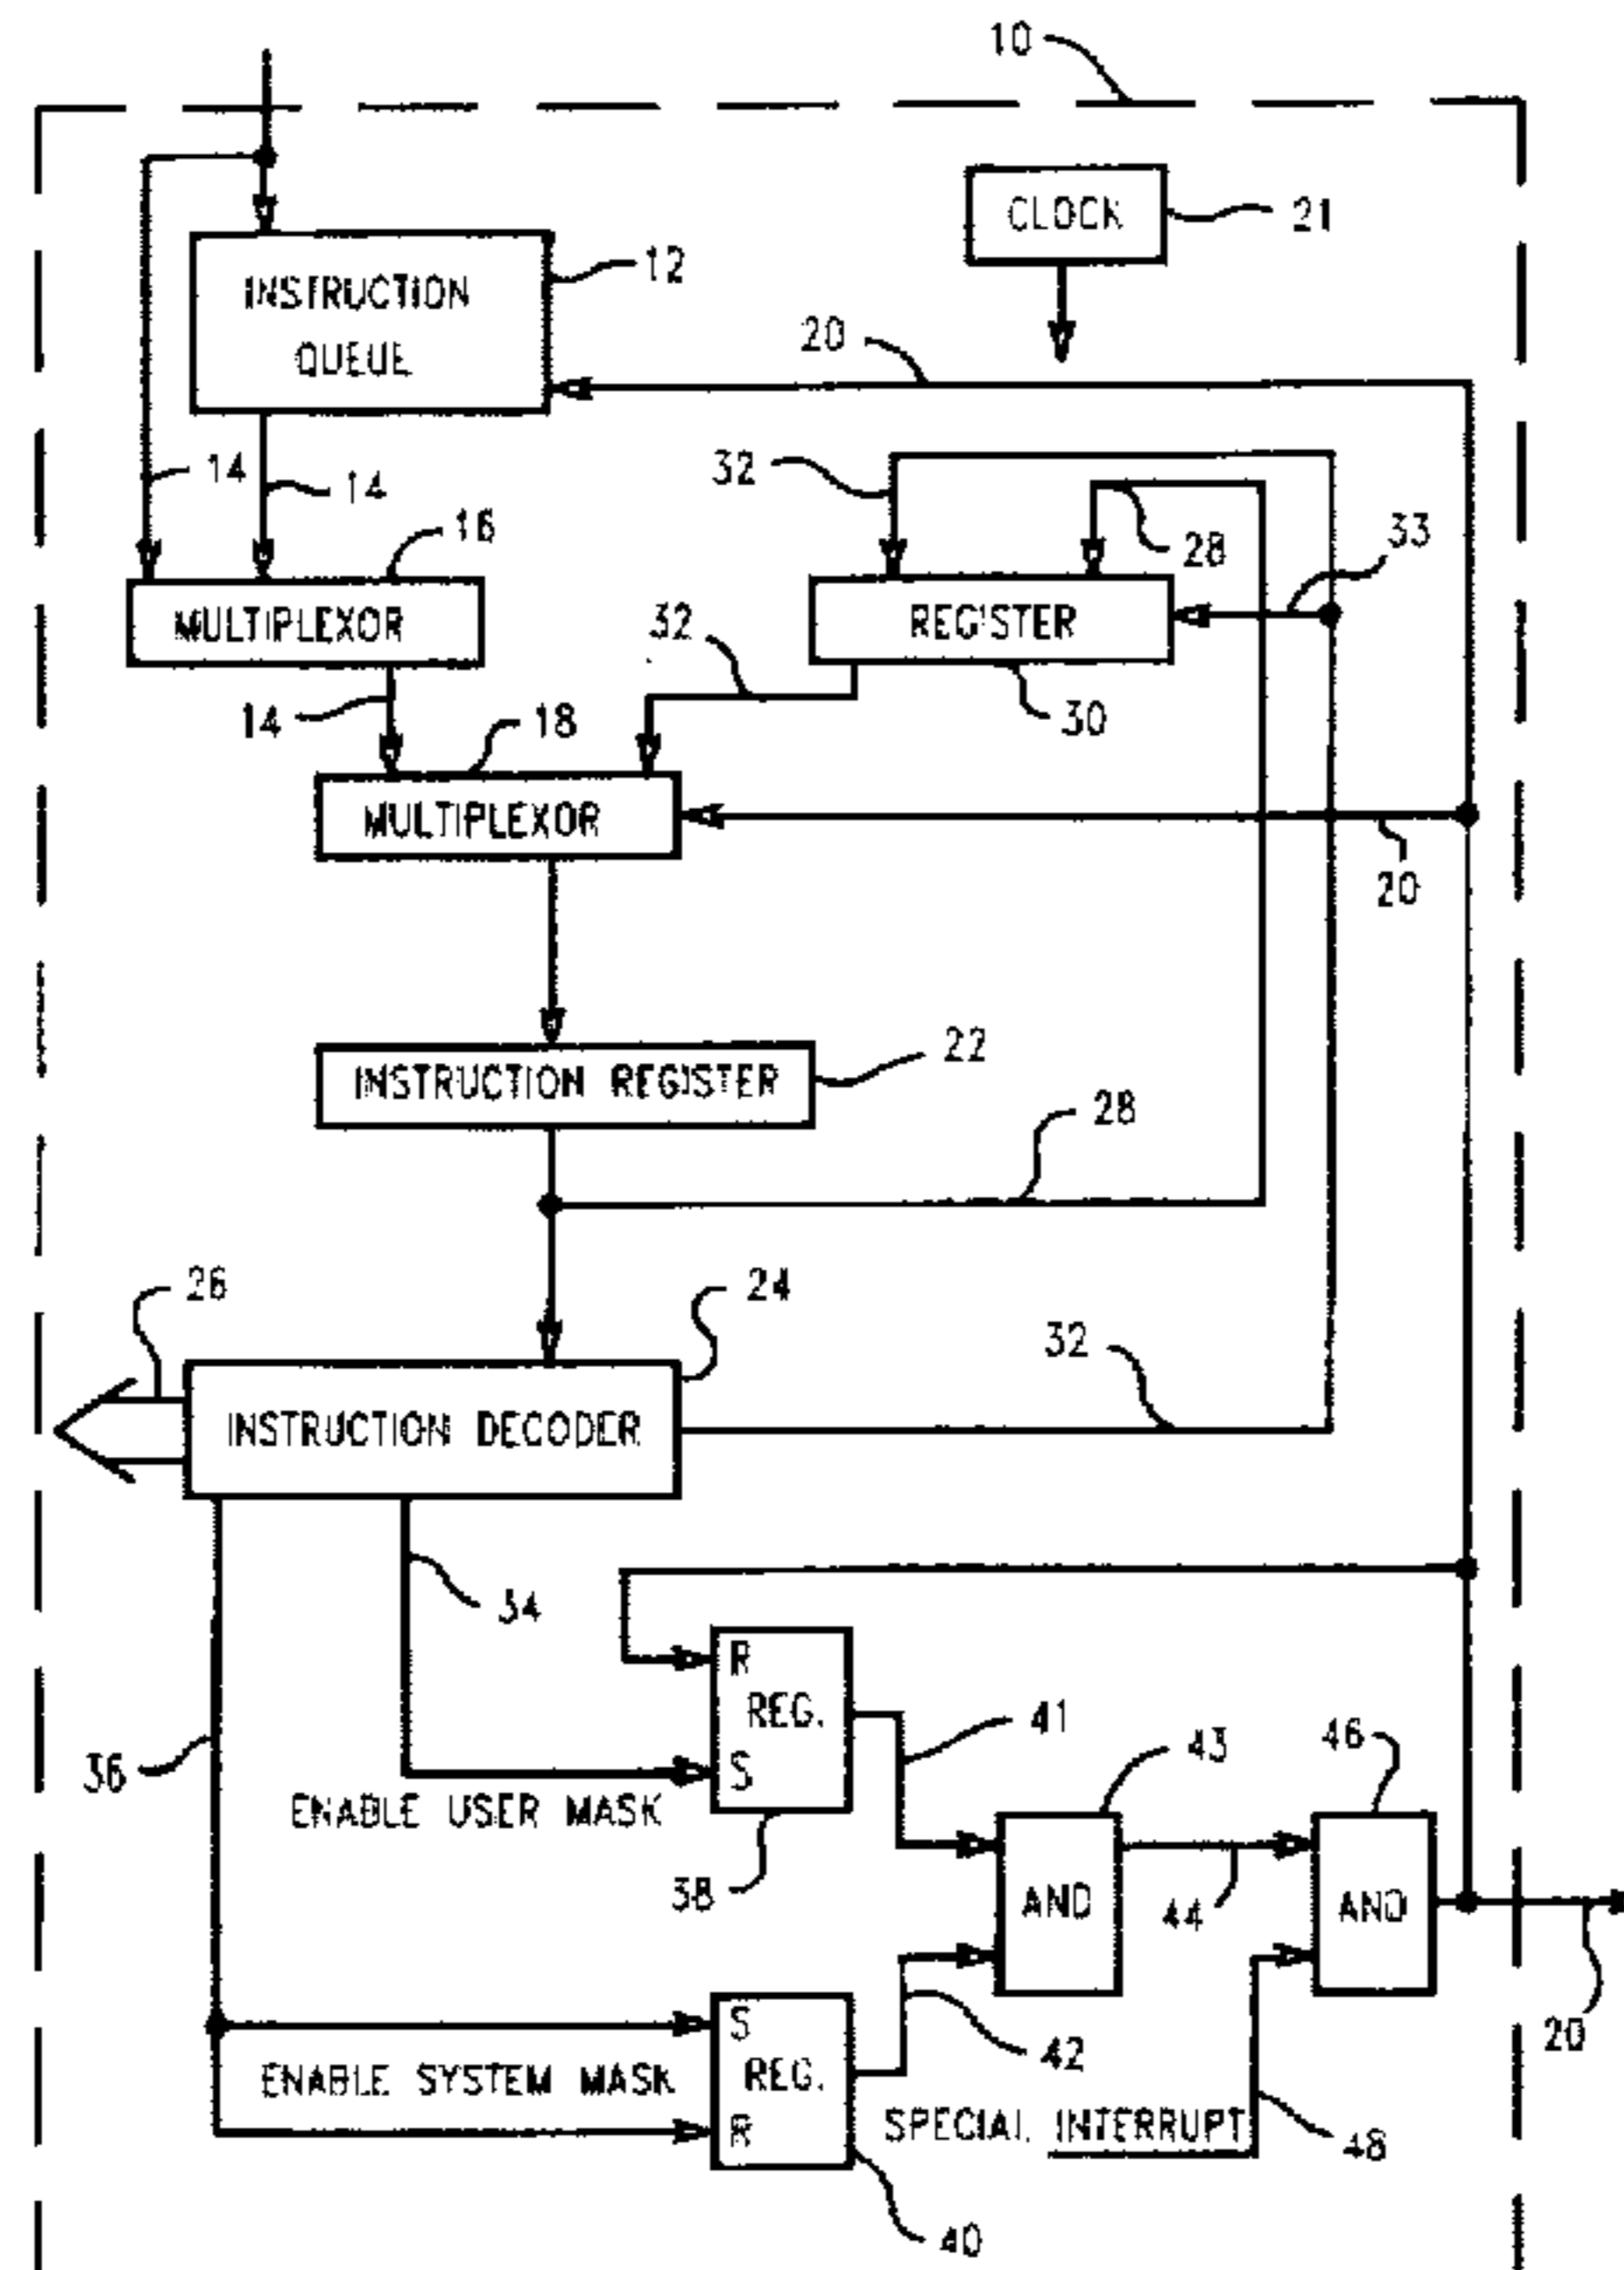 10
CLOCK
21
INSTRUCTION
QUEUE
12
20
14
14
32
28
33
16
MULTIPLEXOR
REGISTER
32
30
14
18
MULTIPLEXOR
20
INSTRUCTION REGISTER
22
28
26
24
INSTRUCTION DECODER
32
34
R
REG.
S
41
36
ENABLE USER MASK
38
43
46
AND
44
AND
20
S
REG.
R
42
ENABLE SYSTEM MASK
SPECIAL INTERRUPT
48
40